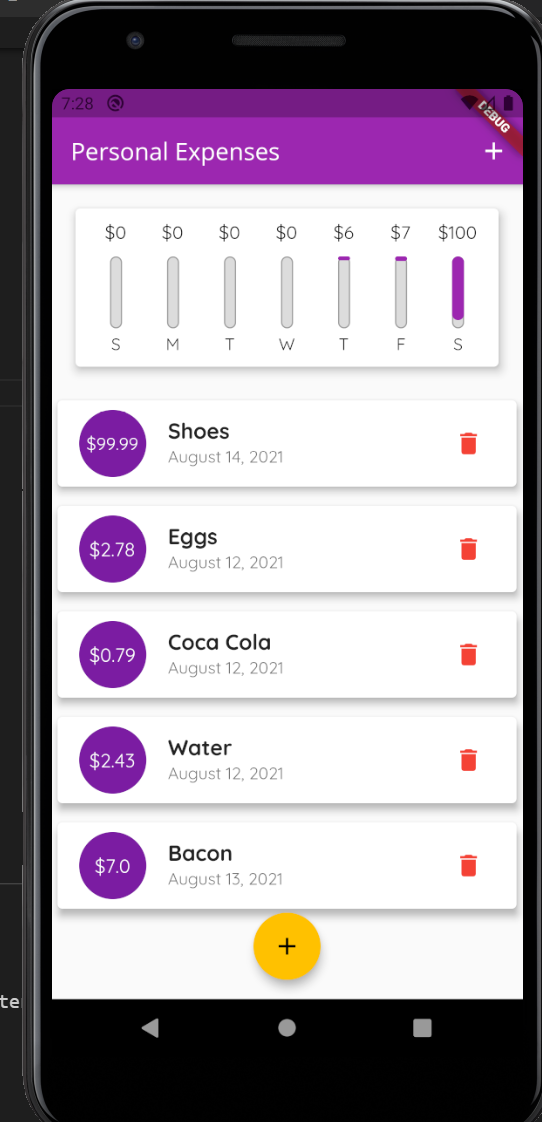 7:28
DEBUG
Personal Expenses +
$0 $0 $0 $0 $6 $7 $100
S M T W T F S
$99.99 Shoes
August 14, 2021
$2.78 Eggs
August 12, 2021
$0.79 Coca Cola
August 12, 2021
$2.43 Water
August 12, 2021
$7.0 Bacon
August 13, 2021
+